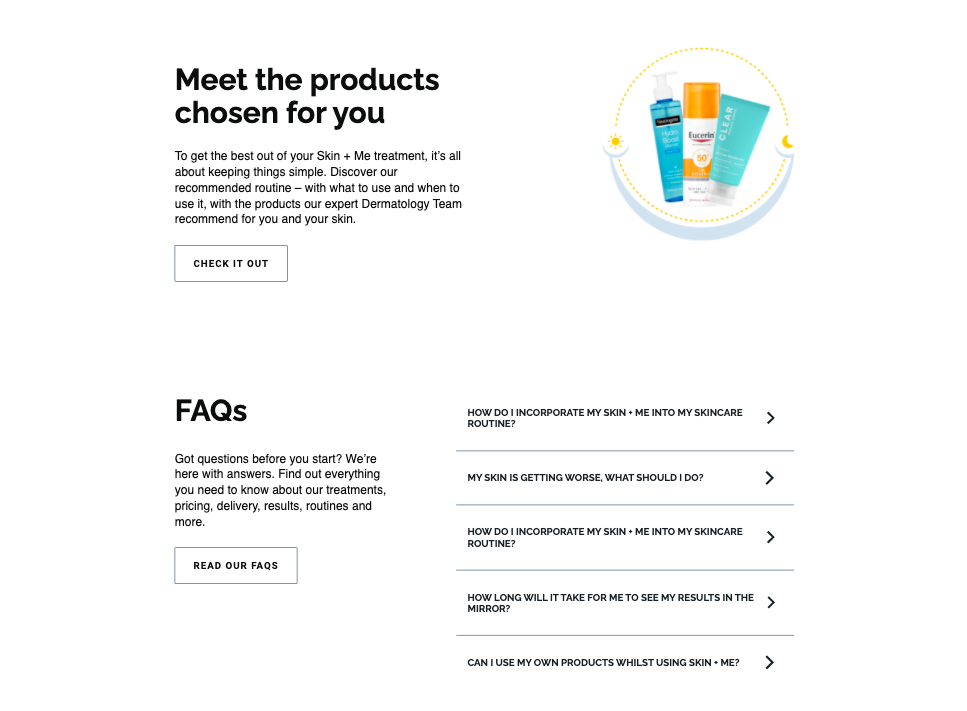 Meet the products
chosen for you
To get the best out of your Skin + Me treatment, it's all
about keeping things simple. Discover our
recommended routine – with what to use and when to
use it, with the products our expert Dermatology Team
recommend for you and your skin.
CHECK IT OUT
Neutrogena
Hydro
Boost
Eucerin
50+
CLEAR
FAQs
Got questions before you start? We're
here with answers. Find out everything
you need to know about our treatments,
pricing, delivery, results, routines and
more.
READ OUR FAQS
HOW DO I INCORPORATE MY SKIN + ME INTO MY SKINCARE
ROUTINE?
MY SKIN IS GETTING WORSE, WHAT SHOULD I DO?
HOW DO I INCORPORATE MY SKIN + ME INTO MY SKINCARE
ROUTINE?
HOW LONG WILL IT TAKE FOR ME TO SEE MY RESULTS IN THE
MIRROR?
CAN I USE MY OWN PRODUCTS WHILST USING SKIN + ME?